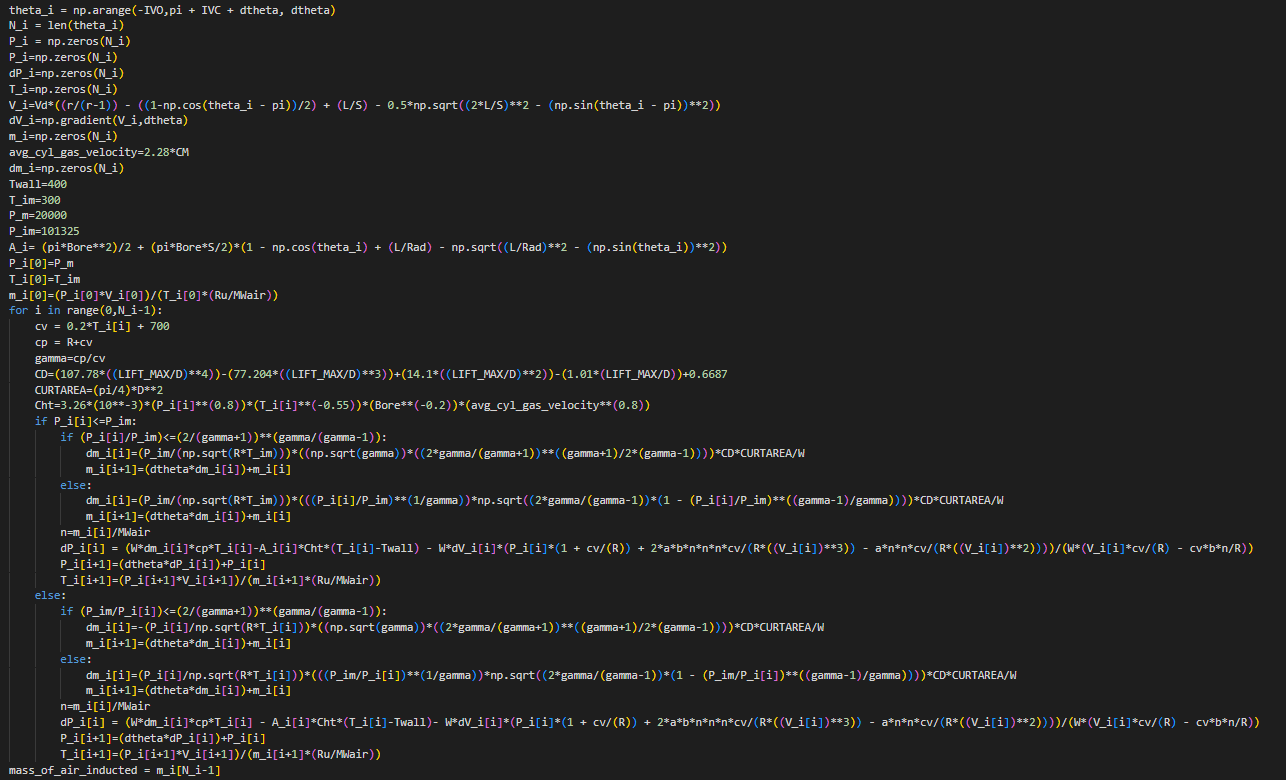 theta_i = np.arange(-IVO,pi + IVC + dtheta, dtheta)
N_i = len(theta_i)
P_i = np.zeros(N_i)
P_i=np.zeros(N_i)
dP_i=np.zeros(N_i)
T_i=np.zeros(N_i)
V_i=Vd*((r/(r-1)) - ((1-np.cos(theta_i - pi))/2) + (L/S) - 0.5*np.sqrt((2*L/S)**2 - (np.sin(theta_i - pi))**2))
dV_i=np.gradient(V_i,dtheta)
m_i=np.zeros(N_i)
avg_cyl_gas_velocity=2.28*CM
dm_i=np.zeros(N_i)
Twall=400
T_im=300
P_m=20000
P_im=101325
A_i= (pi*Bore**2)/2 + (pi*Bore*S/2)*(1 - np.cos(theta_i) + (L/Rad) - np.sqrt((L/Rad)**2 - (np.sin(theta_i))**2))
P_i[0]=P_m
T_i[0]=T_im
m_i[0]=(P_i[0]*V_i[0])/(T_i[0]*(Ru/MWair))
for i in range(0,N_i-1):
    cv = 0.2*T_i[i] + 700
    cp = R+cv
    gamma=cp/cv
    CD=(107.78*((LIFT_MAX/D)**4))-(77.204*((LIFT_MAX/D)**3))+(14.1*((LIFT_MAX/D)**2))-(1.01*(LIFT_MAX/D))+0.6687
    CURTAREA=(pi/4)*D**2
    Cht=3.26*(10**-3)*(P_i[i]**(0.8))*(T_i[i]**(-0.55))*(Bore**(-0.2))*(avg_cyl_gas_velocity**(0.8))
    if P_i[i]<=P_im:
        if (P_i[i]/P_im)<=(2/(gamma+1))**(gamma/(gamma-1)):
            dm_i[i]=(P_im/(np.sqrt(R*T_im)))*((np.sqrt(gamma))*((2*gamma/(gamma+1))**((gamma+1)/2*(gamma-1))))*CD*CURTAREA/W
            m_i[i+1]=(dtheta*dm_i[i])+m_i[i]
        else:
            dm_i[i]=(P_im/(np.sqrt(R*T_im)))*(((P_i[i]/P_im)**(1/gamma))*np.sqrt((2*gamma/(gamma-1))*(1 - (P_i[i]/P_im)**((gamma-1)/gamma))))*CD*CURTAREA/W
            m_i[i+1]=(dtheta*dm_i[i])+m_i[i]
        n=m_i[i]/MWair
        dP_i[i] = (W*dm_i[i]*cp*T_i[i]-A_i[i]*Cht*(T_i[i]-Twall) - W*dV_i[i]*(P_i[i]*(1 + cv/(R)) + 2*a*b*n*n*n*cv/(R*((V_i[i])**3)) - a*n*n*cv/(R*((V_i[i])**2))))/(W*(V_i[i]*cv/(R) - cv*b*n/R))
        P_i[i+1]=(dtheta*dP_i[i])+P_i[i]
        T_i[i+1]=(P_i[i+1]*V_i[i+1])/(m_i[i+1]*(Ru/MWair))
    else:
        if (P_im/P_i[i])<=(2/(gamma+1))**(gamma/(gamma-1)):
            dm_i[i]=-(P_i[i]/np.sqrt(R*T_i[i]))*((np.sqrt(gamma))*((2*gamma/(gamma+1))**((gamma+1)/2*(gamma-1))))*CD*CURTAREA/W
            m_i[i+1]=(dtheta*dm_i[i])+m_i[i]
        else:
            dm_i[i]=(P_i[i]/np.sqrt(R*T_i[i]))*(((P_im/P_i[i])**(1/gamma))*np.sqrt((2*gamma/(gamma-1))*(1 - (P_im/P_i[i])**((gamma-1)/gamma))))*CD*CURTAREA/W
            m_i[i+1]=(dtheta*dm_i[i])+m_i[i]
        n=m_i[i]/MWair
        dP_i[i] = (W*dm_i[i]*cp*T_i[i] - A_i[i]*Cht*(T_i[i]-Twall)- W*dV_i[i]*(P_i[i]*(1 + cv/(R)) + 2*a*b*n*n*n*cv/(R*((V_i[i])**3)) - a*n*n*cv/(R*((V_i[i])**2))))/(W*(V_i[i]*cv/(R) - cv*b*n/R))
        P_i[i+1]=(dtheta*dP_i[i])+P_i[i]
        T_i[i+1]=(P_i[i+1]*V_i[i+1])/(m_i[i+1]*(Ru/MWair))
mass_of_air_inducted = m_i[N_i-1]